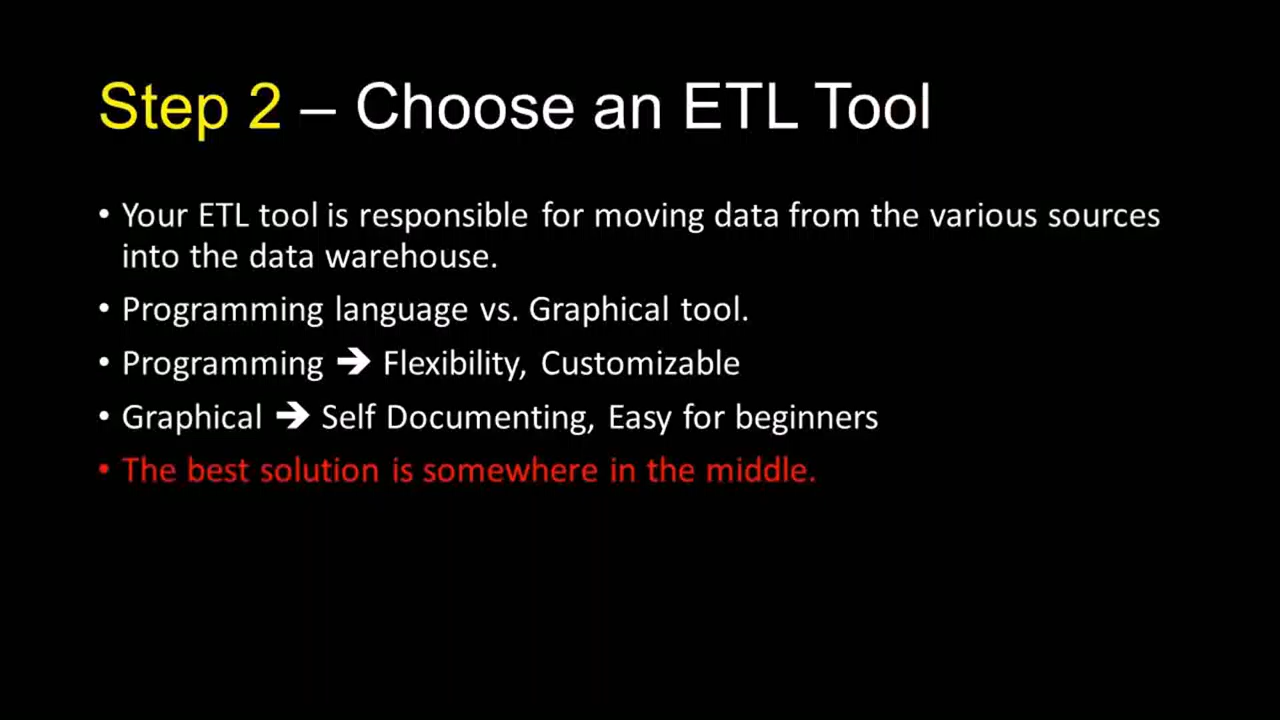 Step 2 – Choose an ETL Tool
• Your ETL tool is responsible for moving data from the various sources
into the data warehouse.
• Programming language vs. Graphical tool.
• Programming ➔ Flexibility, Customizable
• Graphical ➔ Self Documenting, Easy for beginners
• The best solution is somewhere in the middle.